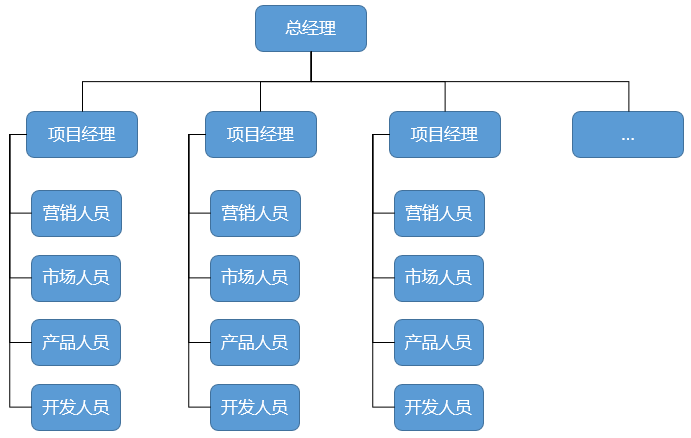 总经理
项目经理
项目经理
项目经理
...
营销人员
营销人员
营销人员
市场人员
市场人员
市场人员
产品人员
产品人员
产品人员
开发人员
开发人员
开发人员